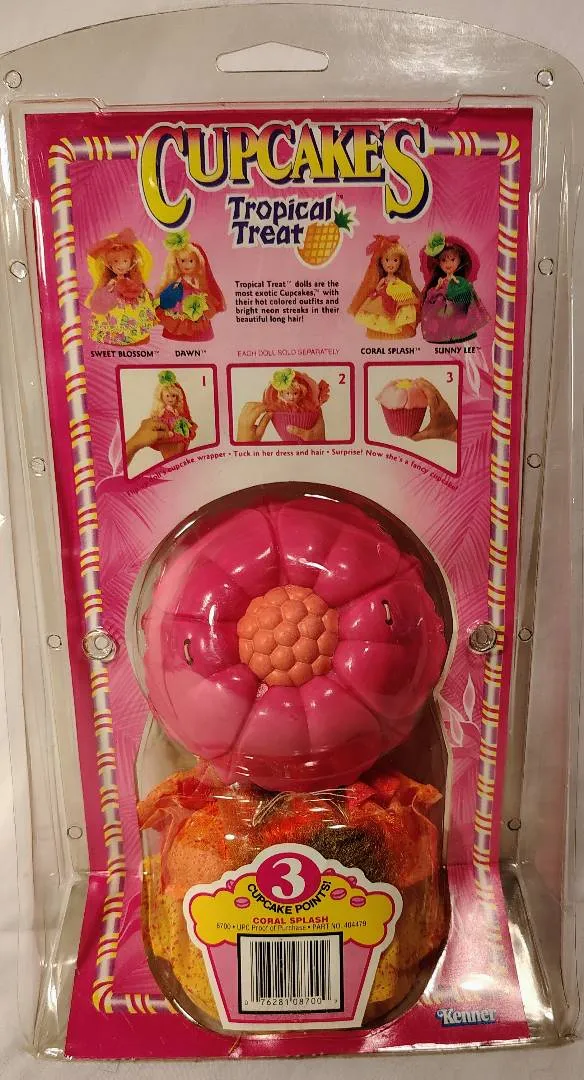 CUPCAKES™
Tropical™
Treat
Tropical Treat™ dolls are the
most exotic Cupcakes,™ with
their hot colored outfits and
bright neon streaks in their
beautiful long hair!
SWEET BLOSSOM™ DAWN™ EACH DOLL SOLD SEPARATELY CORAL SPLASH™ SUNNY LEE™
1 2 3
cupcake wrapper • Tuck in her dress and hair • Surprise! Now she's a fancy cupcake!
3
CUPCAKE POINTS!
CORAL SPLASH
8700 • UPC Proof of Purchase • PART NO. 404479
0 76281 08700
Kenner